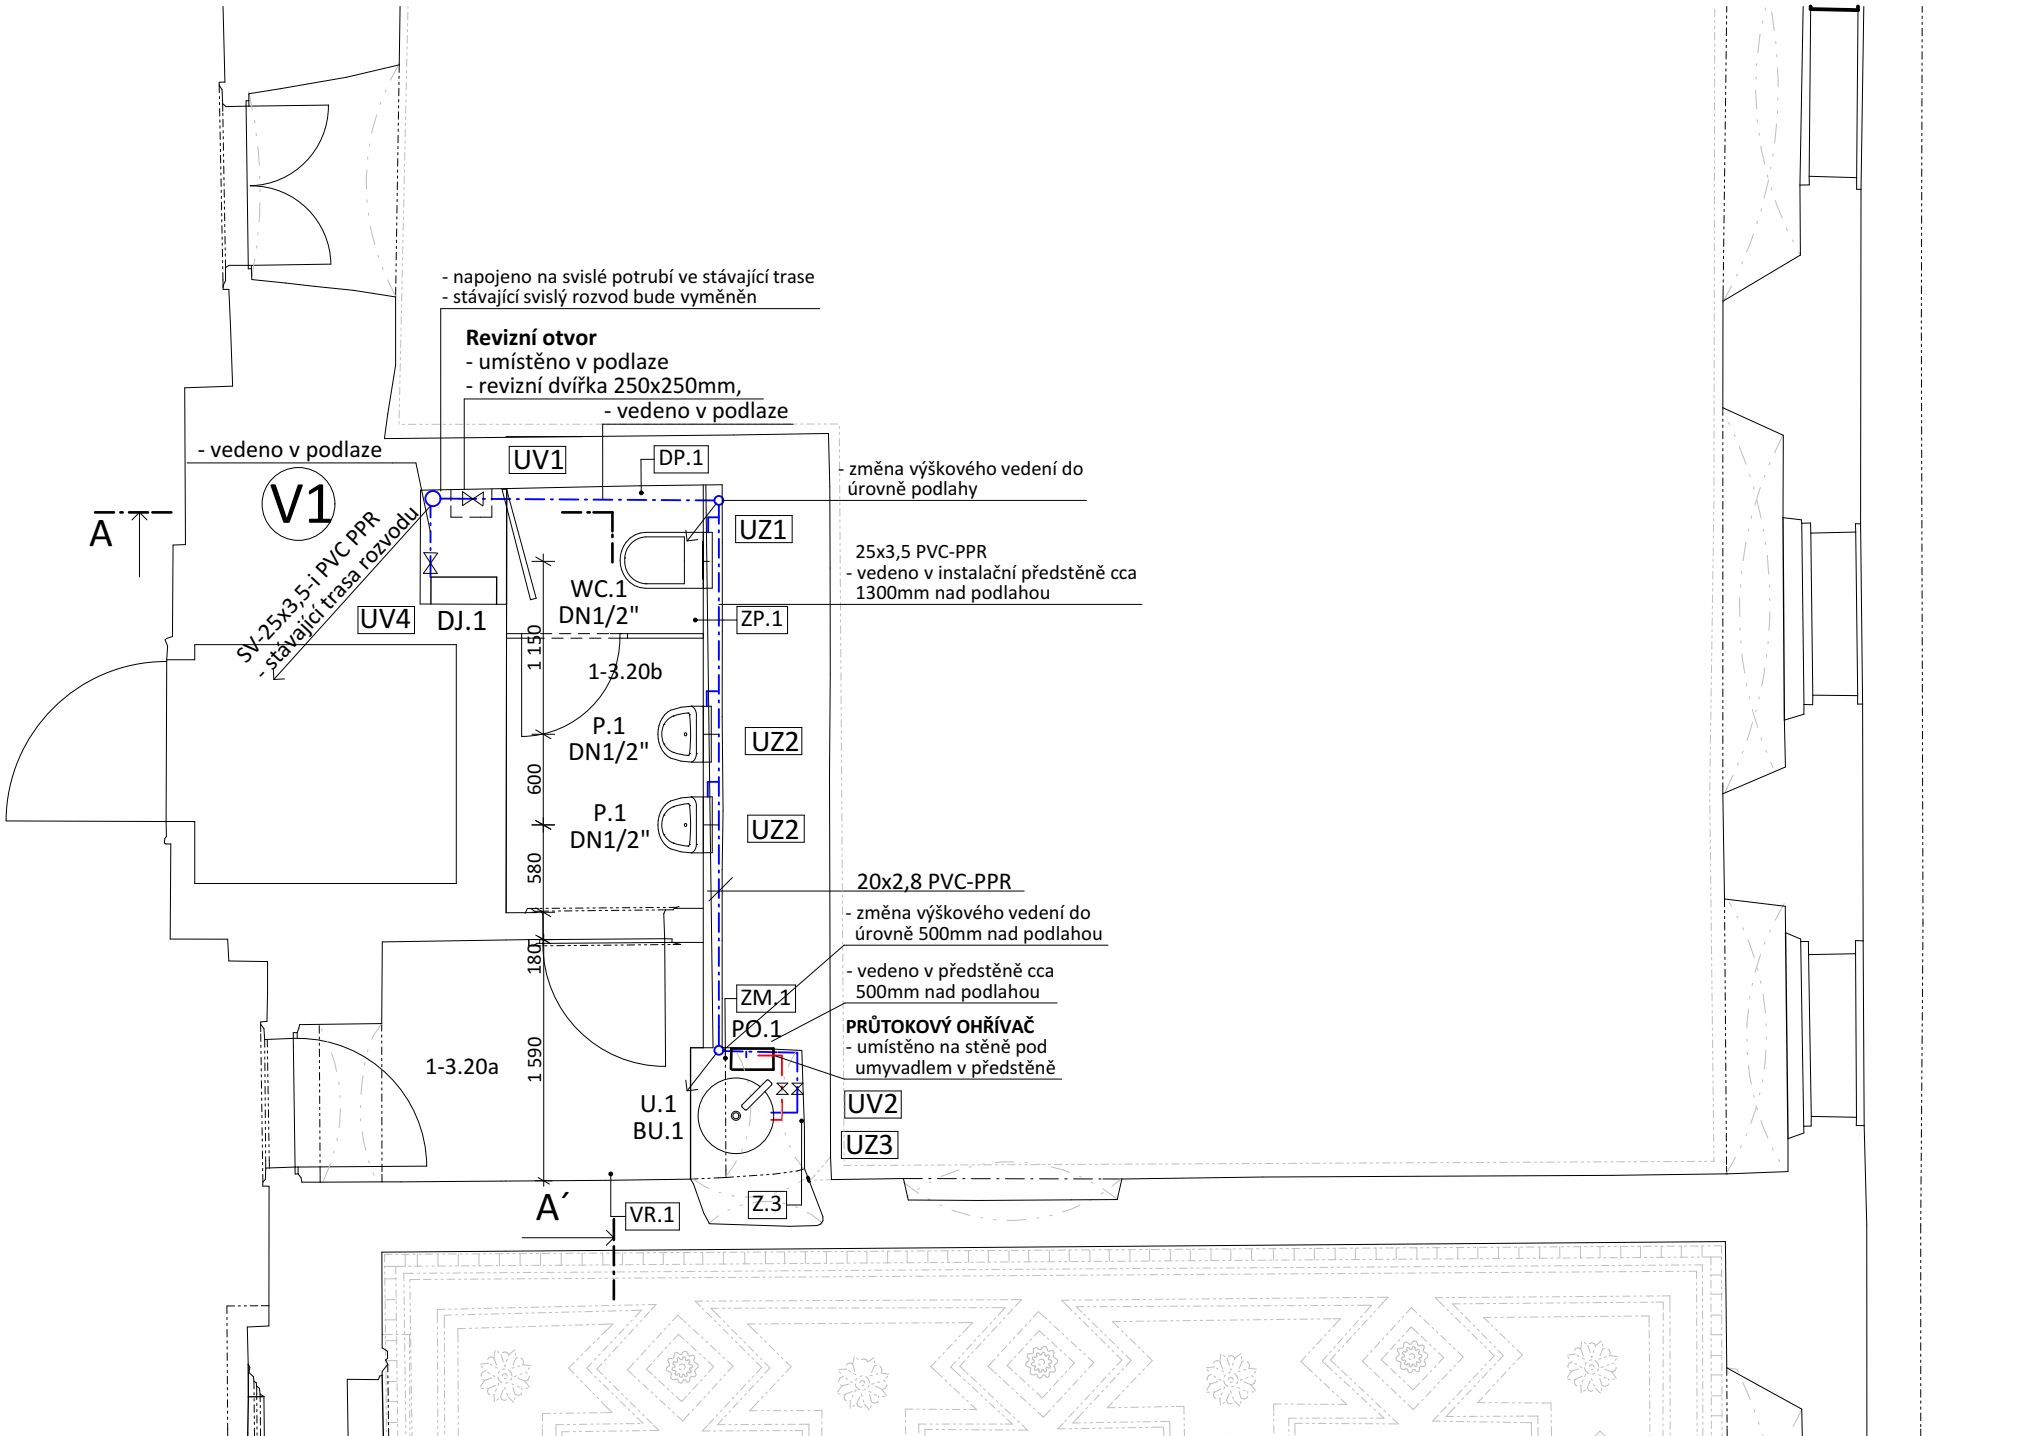 - napojeno na svislé potrubí ve stávající trase
- stávající svislý rozvod bude vyměněn
Revizní otvor
- umístěno v podlaze
- revizní dvířka 250x250mm,
- vedeno v podlaze
- vedeno v podlaze
UV1
DP.1
- změna výškového vedení do
úrovně podlahy
V1
A
UZ1
SV-25x3,5-i PVC PPR
- stávající trasa rozvodu
25x3,5 PVC-PPR
- vedeno v instalační předstěně cca
1300mm nad podlahou
WC.1
DN1/2"
UV4
DJ.1
ZP.1
1 150
1-3.20b
P.1
DN1/2"
UZ2
600
P.1
DN1/2"
UZ2
580
20x2,8 PVC-PPR
- změna výškového vedení do
úrovně 500mm nad podlahou
180
- vedeno v předstěně cca
500mm nad podlahou
ZM.1
PO.1
PRŮTOKOVÝ OHŘÍVAČ
- umístěno na stěně pod
umyvadlem v předstěně
1-3.20a
1 590
U.1
BU.1
UV2
UZ3
A´
VR.1
Z.3